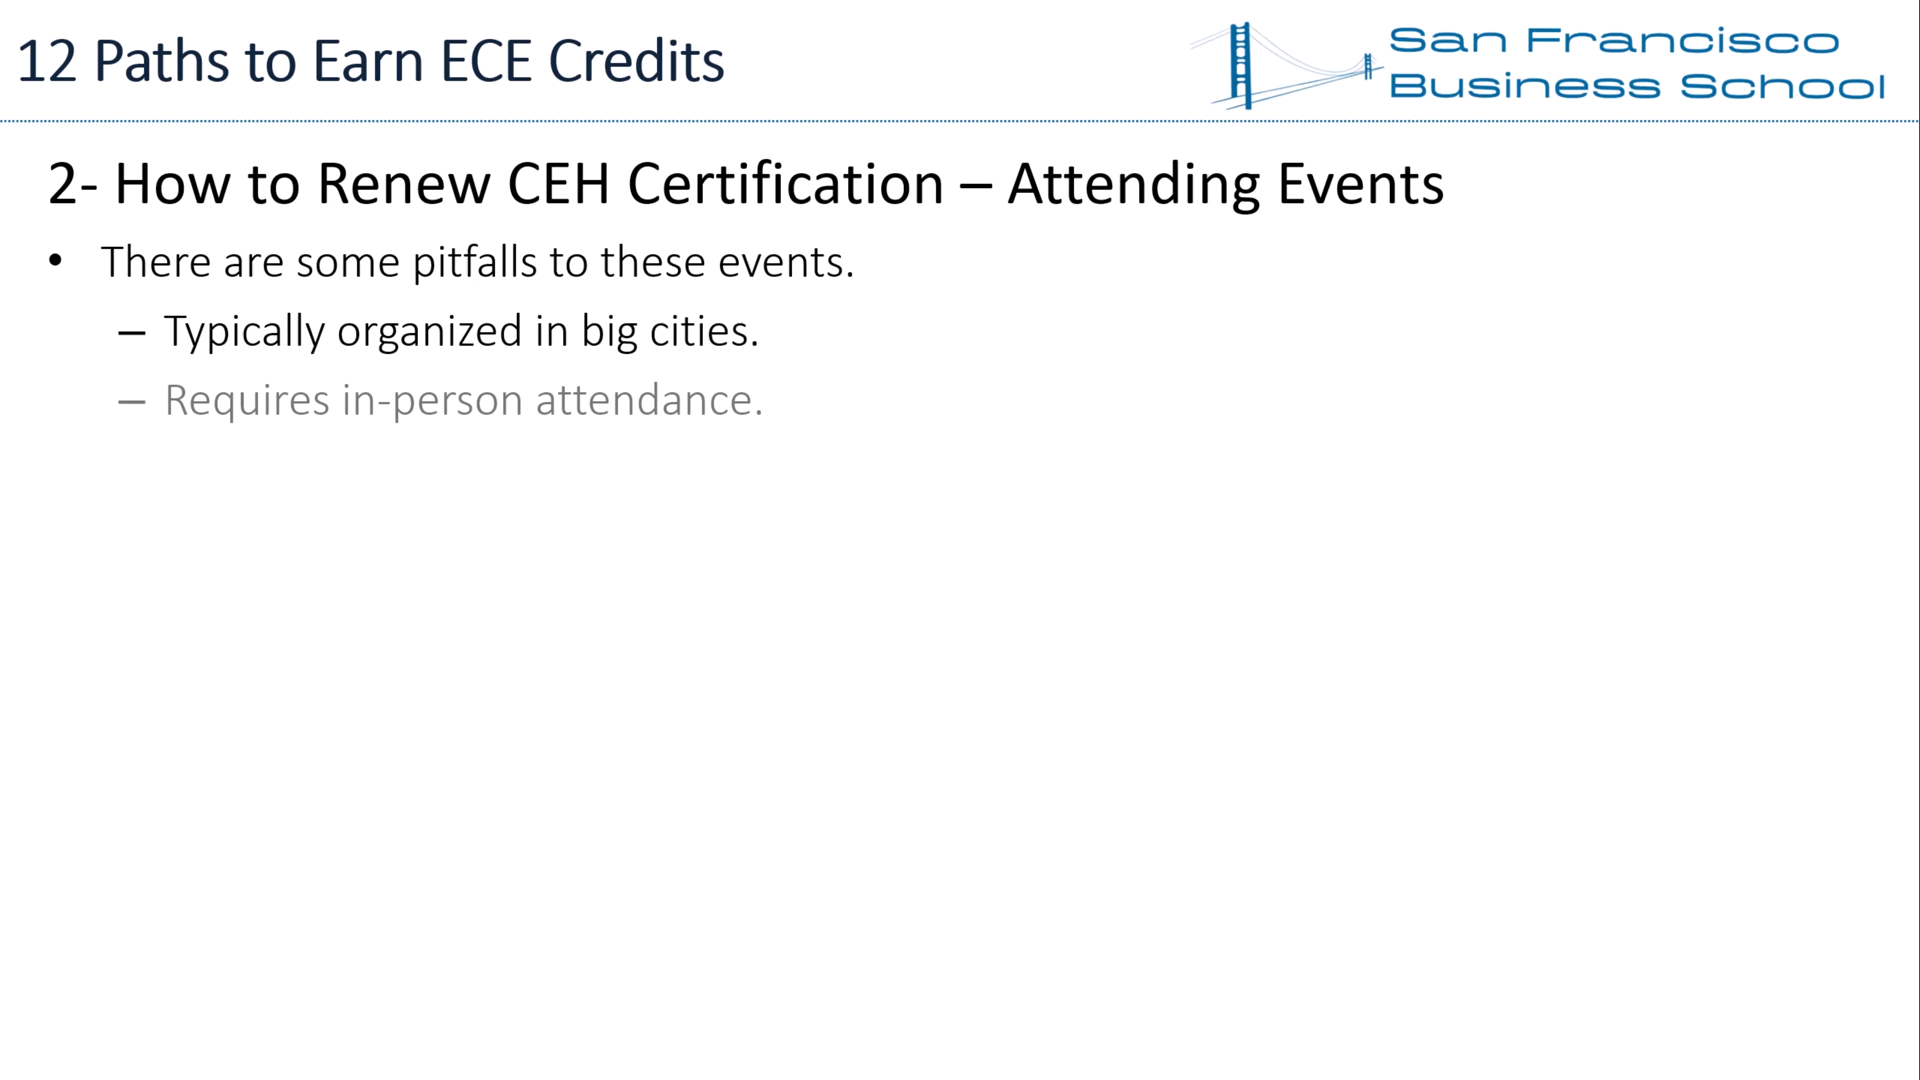 12 Paths to Earn ECE Credits
San Francisco
Business School
2- How to Renew CEH Certification – Attending Events
• There are some pitfalls to these events.
– Typically organized in big cities.
– Requires in-person attendance.